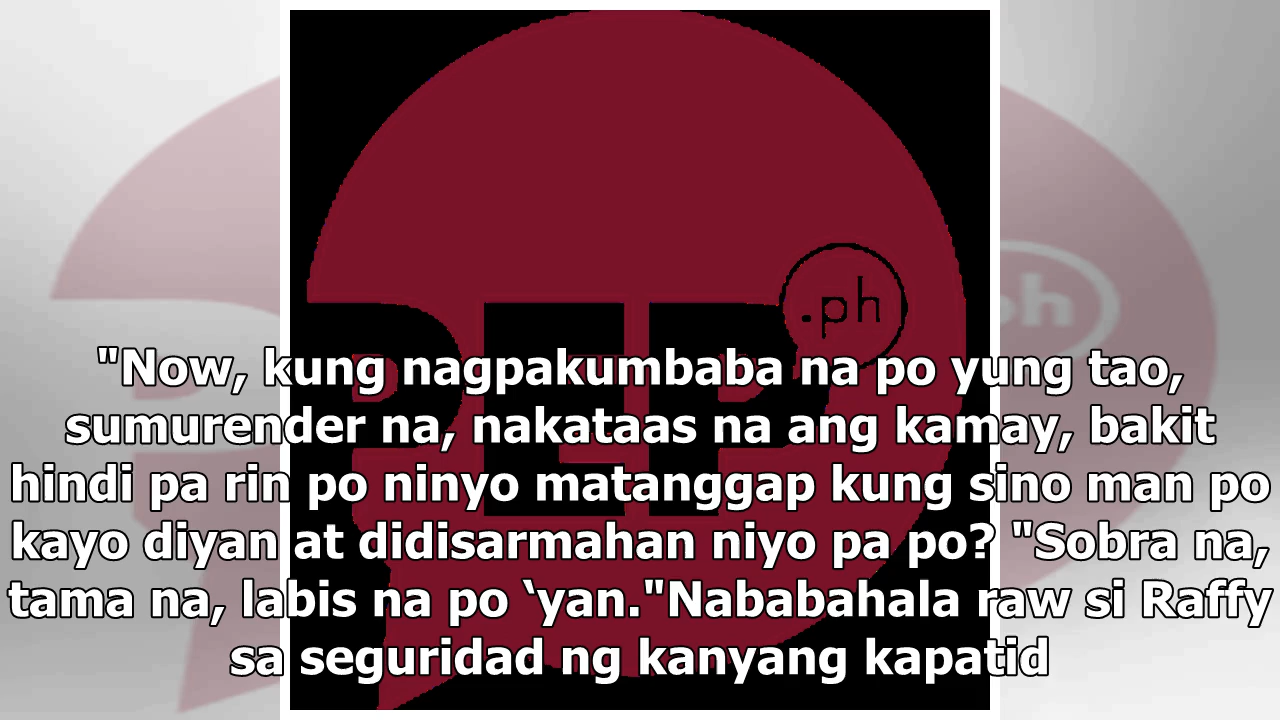 PEP
.ph
ph
"Now, kung nagpakumbaba na po yung tao,
sumurender na, nakataas na ang kamay, bakit
hindi pa rin po ninyo matanggap kung sino man po
kayo diyan at didisarmahan niyo pa po? "Sobra na,
tama na, labis na po ‘yan."Nababahala raw si Raffy
sa seguridad ng kanyang kapatid